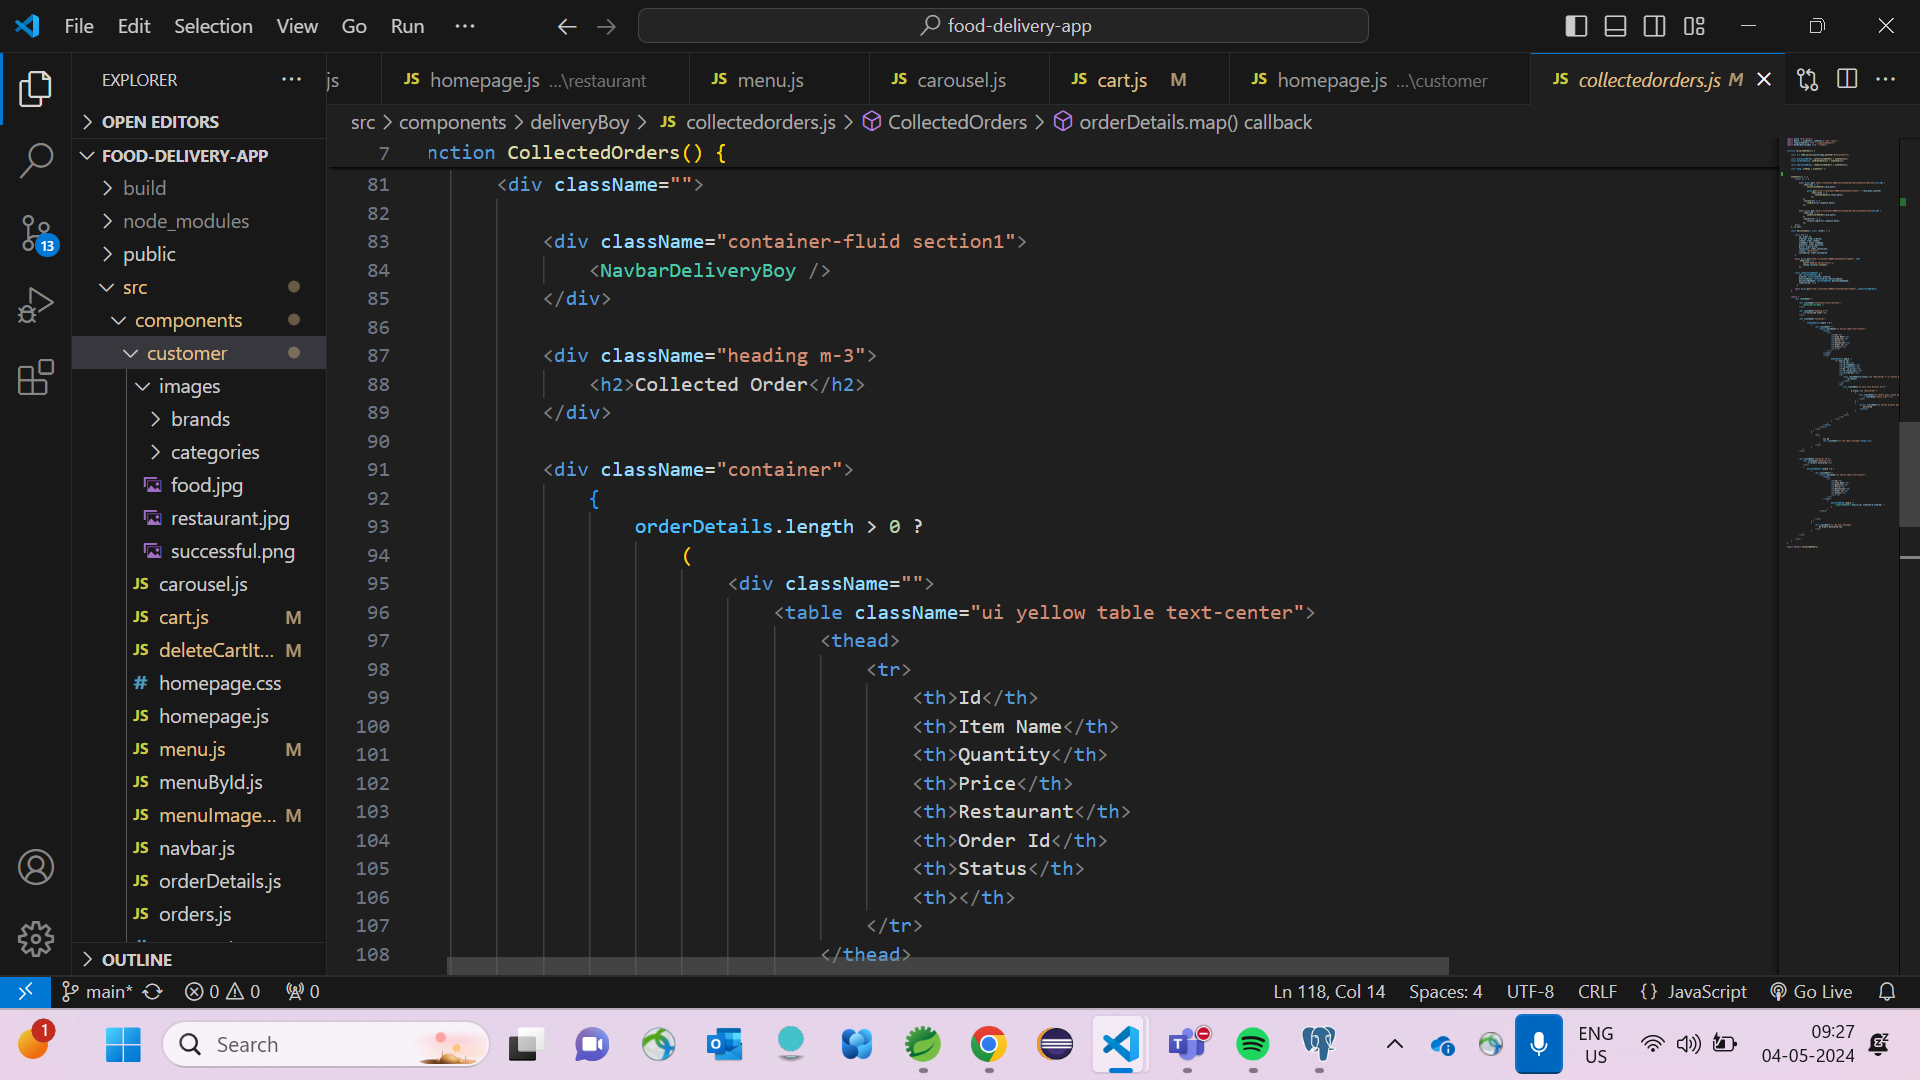 File Edit Selection View Go Run ··· food-delivery-app
EXPLORER ···
js
JS homepage.js ...\restaurant
JS menu.js
JS carousel.js
JS cart.js M
JS homepage.js ...\customer
JS collectedorders.js M
OPEN EDITORS
FOOD-DELIVERY-APP
build
node_modules
public
src
components
customer
images
brands
categories
food.jpg
restaurant.jpg
successful.png
JS carousel.js
JS cart.js M
JS deleteCartIt... M
# homepage.css
JS homepage.js
JS menu.js M
JS menuById.js
JS menuImage... M
JS navbar.js
JS orderDetails.js
JS orders.js
OUTLINE
13
src > components > deliveryBoy > JS collectedorders.js > CollectedOrders > orderDetails.map() callback
7 nction CollectedOrders() {
81 <div className="">
82
83 <div className="container-fluid section1">
84 <NavbarDeliveryBoy />
85 </div>
86
87 <div className="heading m-3">
88 <h2>Collected Order</h2>
89 </div>
90
91 <div className="container">
92 {
93 orderDetails.length > 0 ?
94 (
95 <div className="">
96 <table className="ui yellow table text-center">
97 <thead>
98 <tr>
99 <th>Id</th>
100 <th>Item Name</th>
101 <th>Quantity</th>
102 <th>Price</th>
103 <th>Restaurant</th>
104 <th>Order Id</th>
105 <th>Status</th>
106 <th></th>
107 </tr>
108 </thead>
main* 0 0 0 Ln 118, Col 14 Spaces: 4 UTF-8 CRLF {} JavaScript Go Live
1 Search ENG US 09:27 04-05-2024